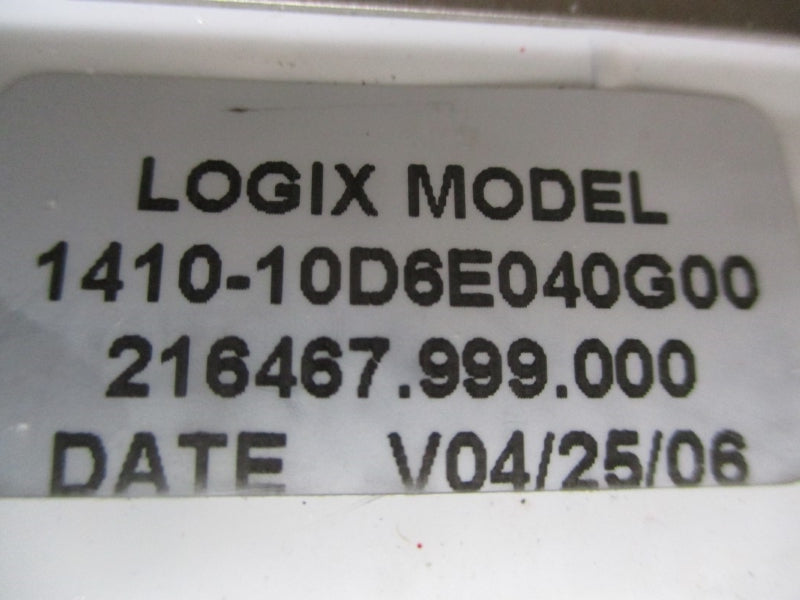 LOGIX MODEL
1410-10D6E040G00
216467.999.000
DATE V04/25/06